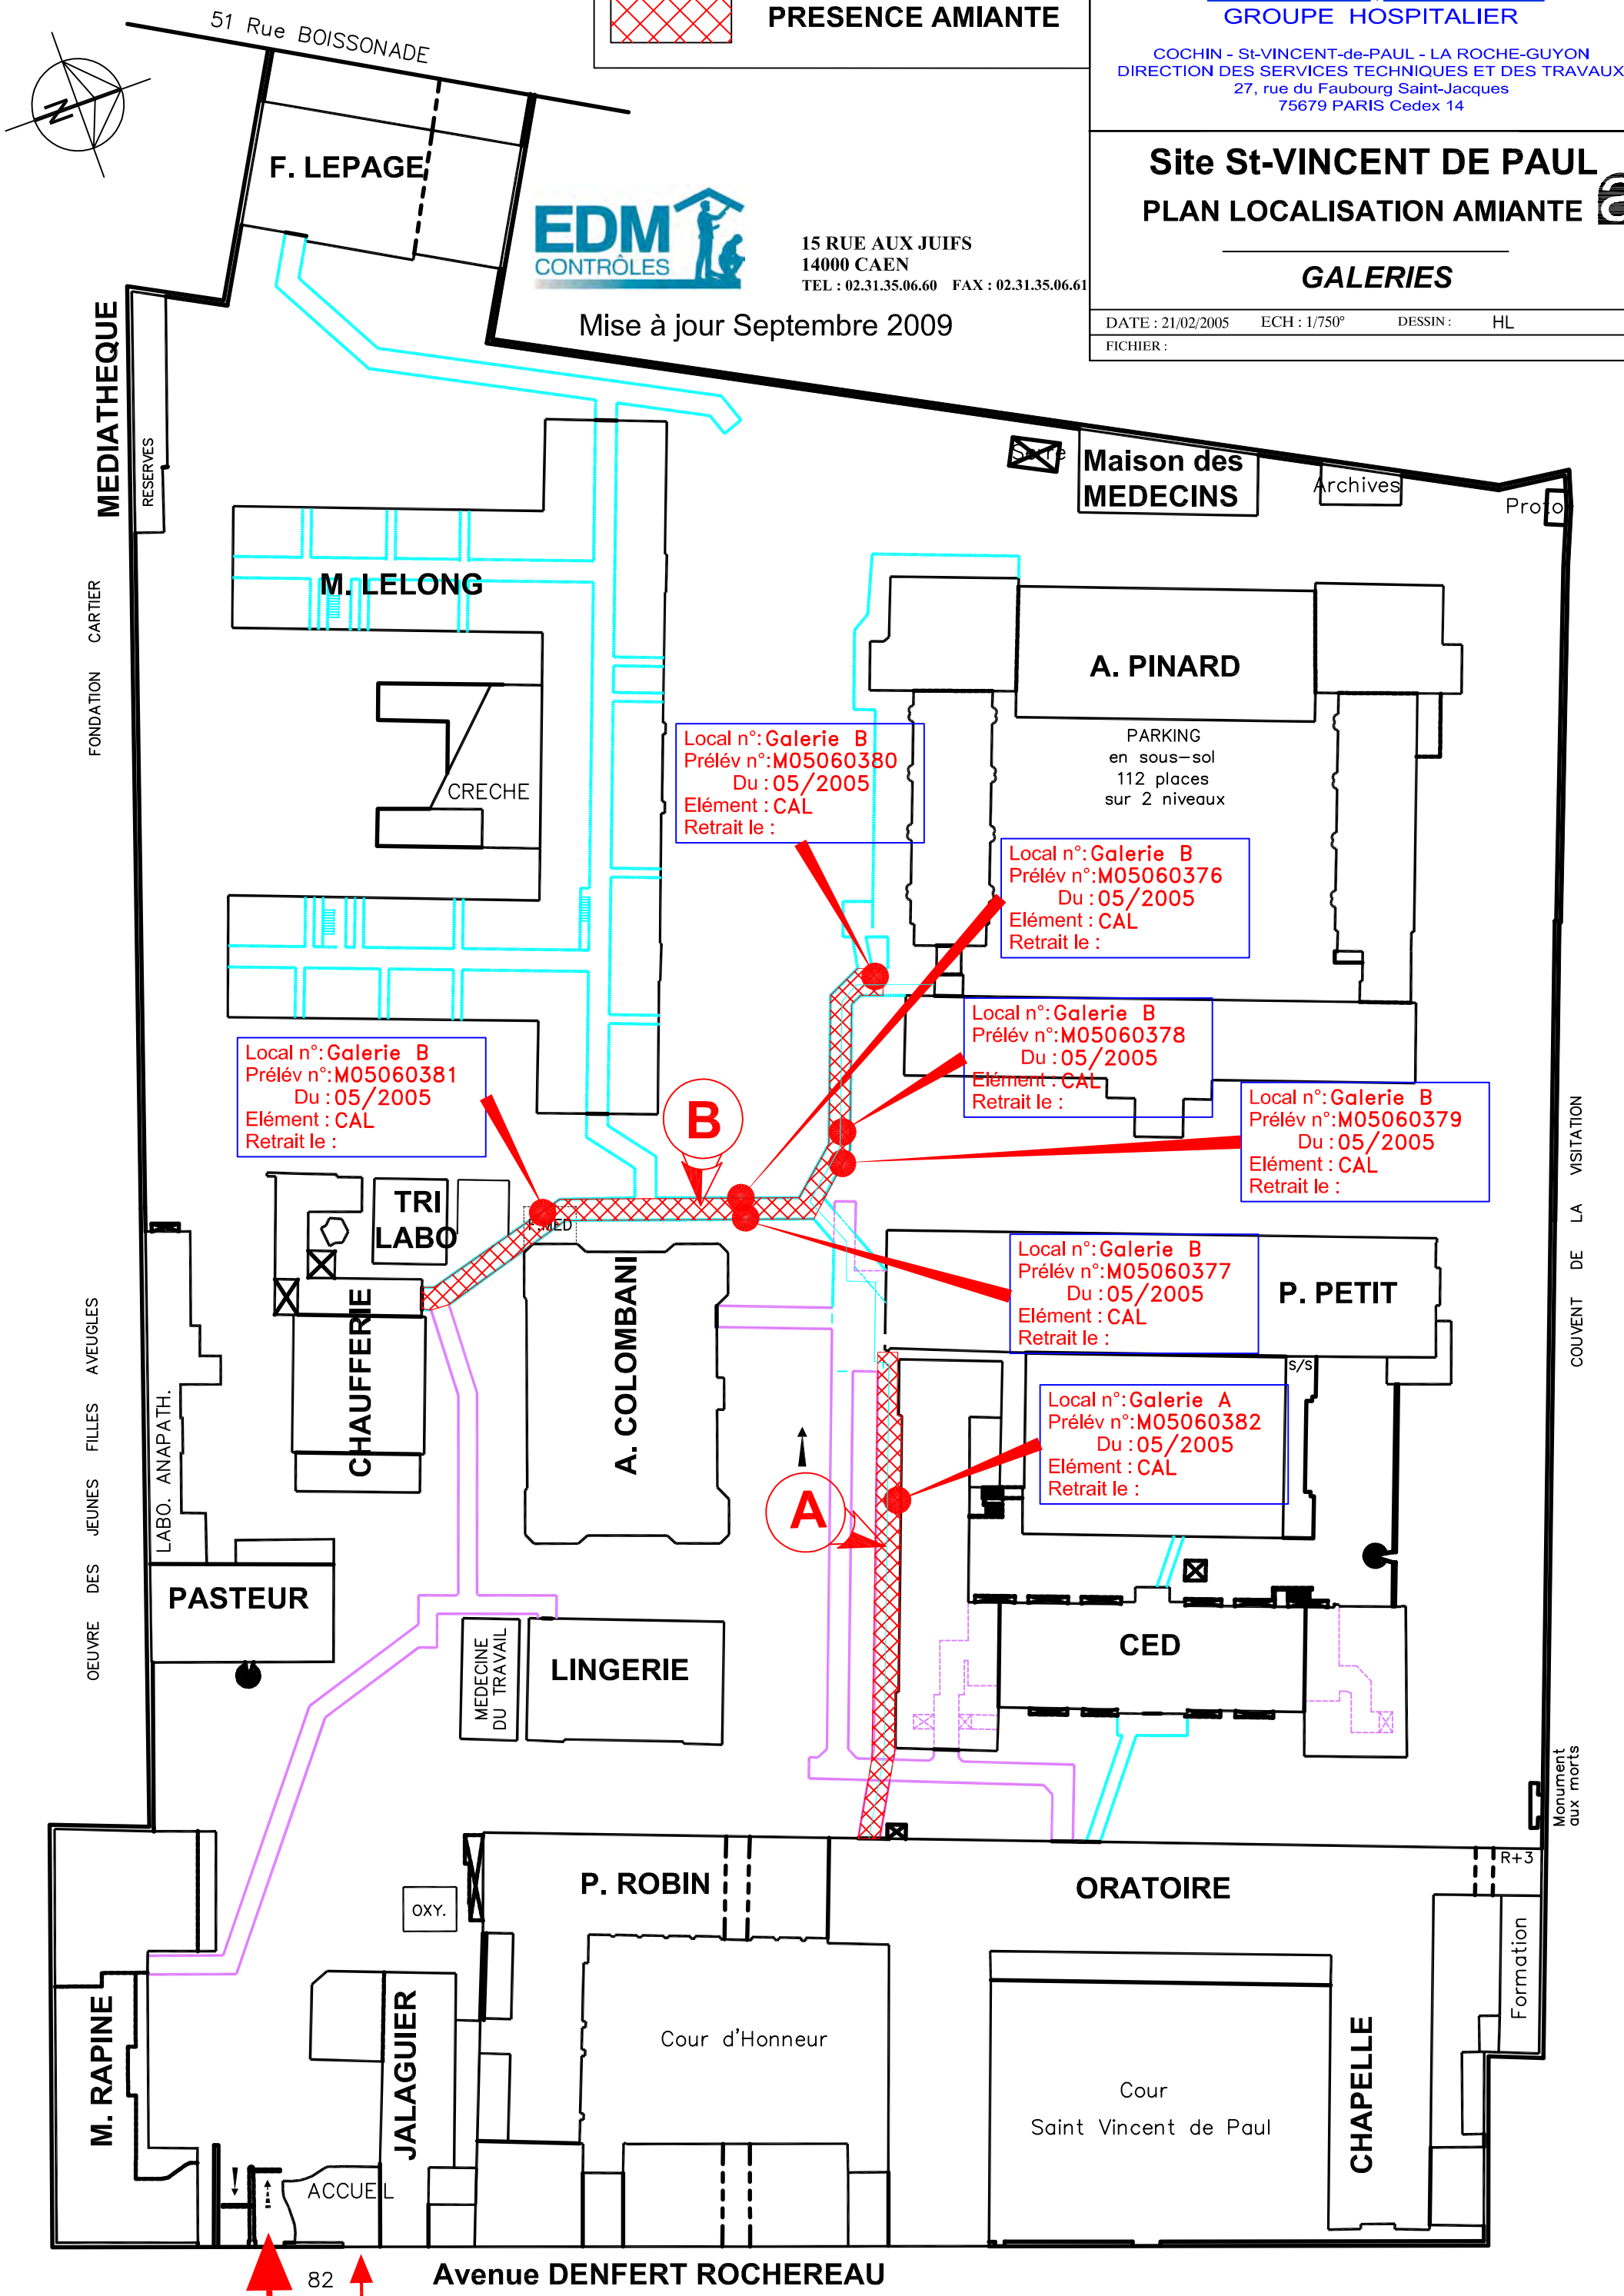 51 Rue BOISSONADE
PRESENCE AMIANTE
GROUPE HOSPITALIER
COCHIN - St-VINCENT-de-PAUL - LA ROCHE-GUYON
DIRECTION DES SERVICES TECHNIQUES ET DES TRAVAUX
27, rue du Faubourg Saint-Jacques
75679 PARIS Cedex 14
Site St-VINCENT DE PAUL
PLAN LOCALISATION AMIANTE
GALERIES
DATE : 21/02/2005 ECH : 1/750° DESSIN : HL
FICHIER :
N
F. LEPAGE
EDM
CONTRÔLES
15 RUE AUX JUIFS
14000 CAEN
TEL : 02.31.35.06.60 FAX : 02.31.35.06.61
Mise à jour Septembre 2009
MEDIATHEQUE
RESERVES
Serre
Maison des
MEDECINS
Archives
Proto
FONDATION CARTIER
M. LELONG
A. PINARD
PARKING
en sous-sol
112 places
sur 2 niveaux
CRECHE
Local n°: Galerie B
Prélév n°: M05060380
Du : 05/2005
Elément : CAL
Retrait le :
Local n°: Galerie B
Prélév n°: M05060376
Du : 05/2005
Elément : CAL
Retrait le :
Local n°: Galerie B
Prélév n°: M05060378
Du : 05/2005
Elément : CAL
Retrait le :
Local n°: Galerie B
Prélév n°: M05060381
Du : 05/2005
Elément : CAL
Retrait le :
B
Local n°: Galerie B
Prélév n°: M05060379
Du : 05/2005
Elément : CAL
Retrait le :
COUVENT DE LA VISITATION
TRI
LABO
F.MED
Local n°: Galerie B
Prélév n°: M05060377
Du : 05/2005
Elément : CAL
Retrait le :
P. PETIT
S/S
CHAUFFERIE
A. COLOMBANI
OEUVRE DES JEUNES FILLES AVEUGLES
LABO. ANAPATH.
Local n°: Galerie A
Prélév n°: M05060382
Du : 05/2005
Elément : CAL
Retrait le :
A
PASTEUR
MEDECINE
DU TRAVAIL
LINGERIE
CED
Monument
aux morts
P. ROBIN
ORATOIRE
R+3
OXY.
Formation
M. RAPINE
JALAGUIER
Cour d'Honneur
Cour
Saint Vincent de Paul
CHAPELLE
ACCUEIL
82
Avenue DENFERT ROCHEREAU